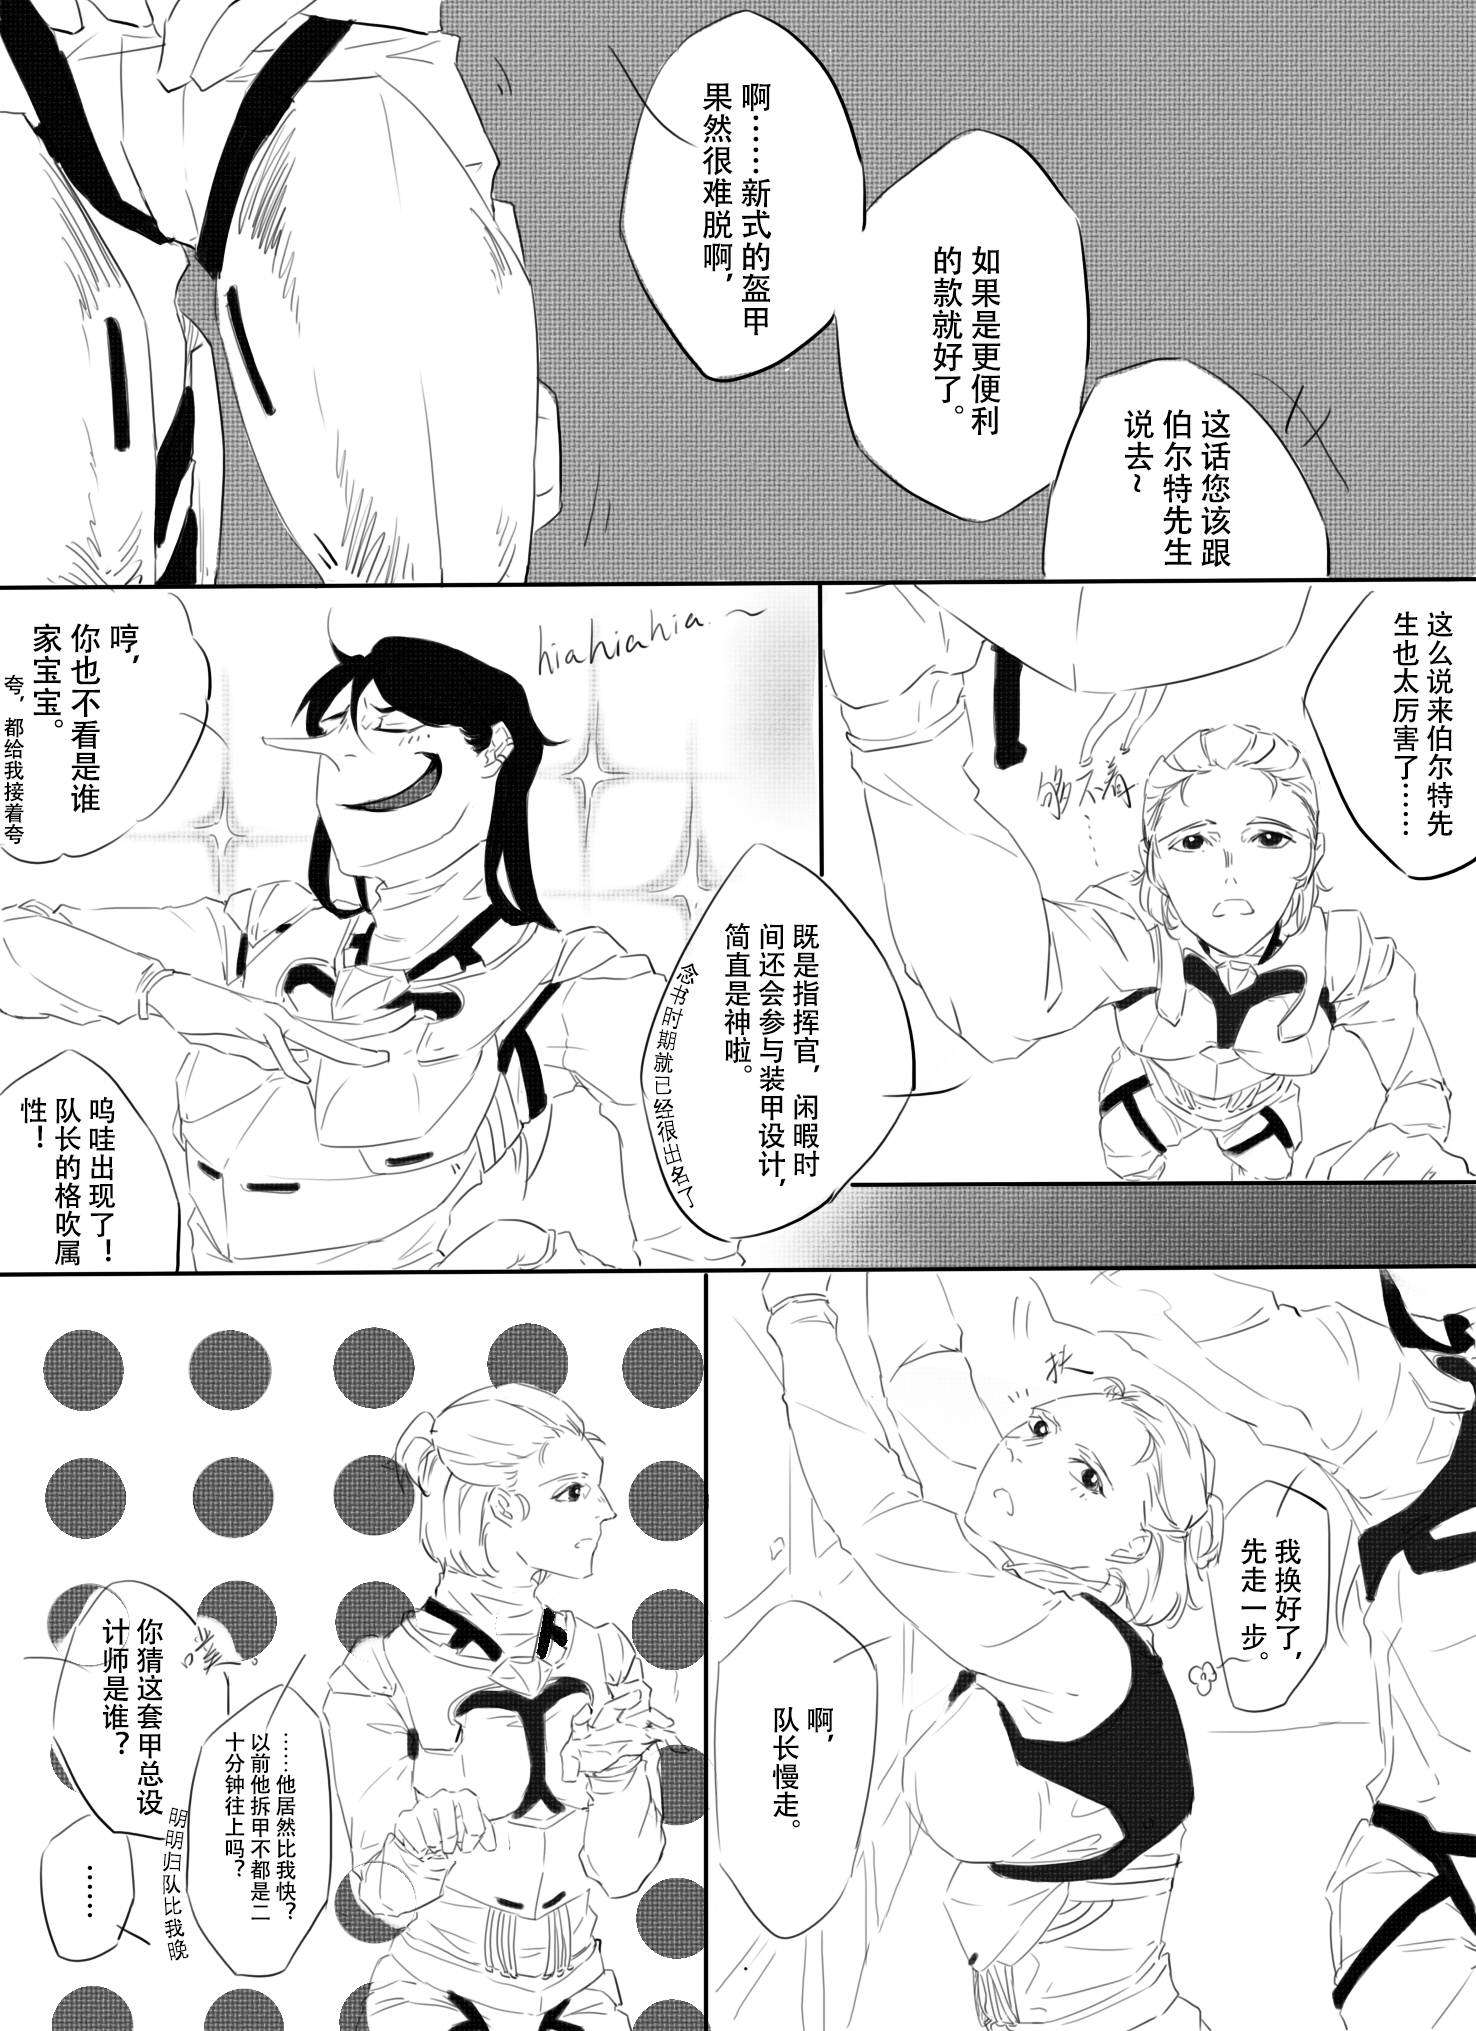 啊……新式的盔甲
果然很难脱啊，
如果是更便利
的款就好了。
这话您该跟
伯尔特先生
说去~
这么说来伯尔特先
生也太厉害了……
既是指挥官，闲暇时
间还会参与装甲设计，
简直是神啦。
念书时期就已经很出名了
hiahiahia.~
哼，
你也不看是谁
家宝宝。
夸，都给我接着夸
呜哇出现了！
队长的格吹属
性！
我换好了，
先走一步。
啊，
队长慢走。
……他居然比我快？
以前他拆甲不都是二
十分钟往上吗？
明明归队比我晚
你猜这套甲总设
计师是谁？
……